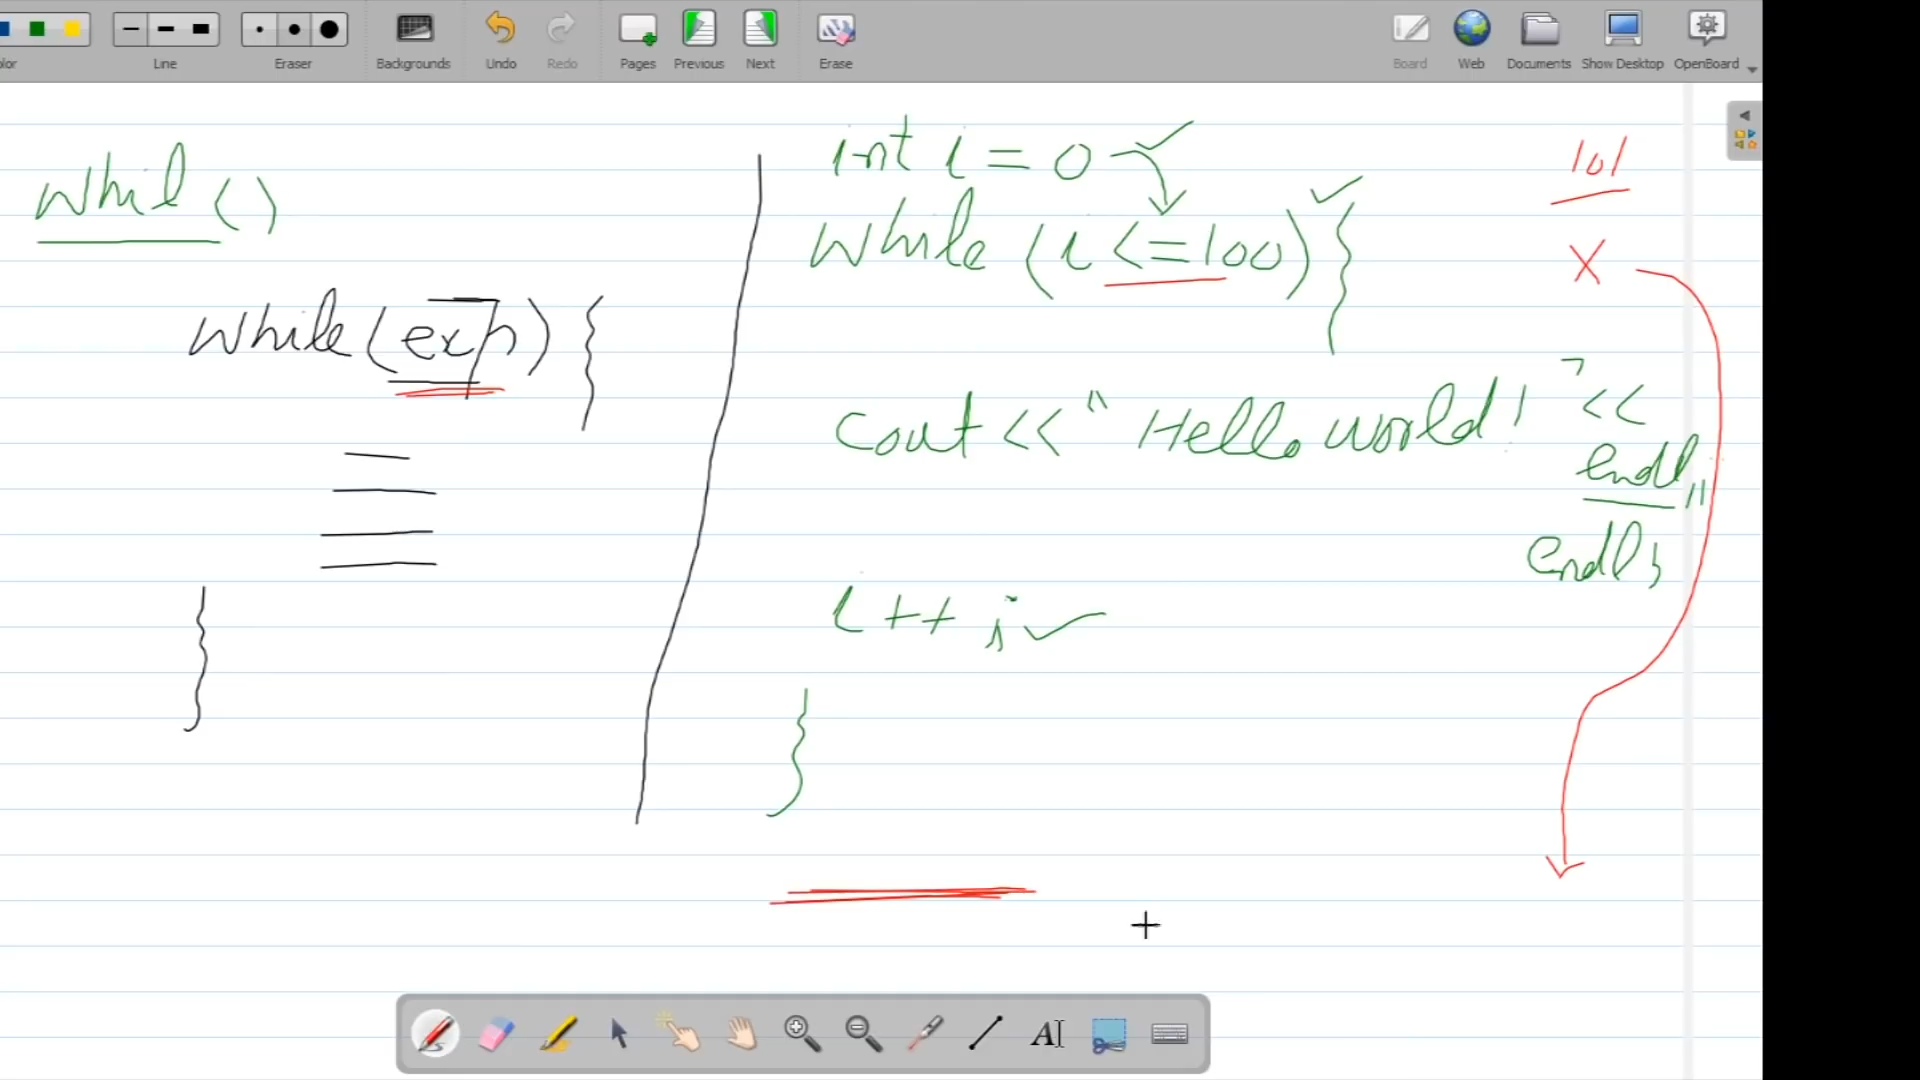 lor
Line
Eraser
Backgrounds
Undo
Redo
Pages
Previous
Next
Erase
Board
Web
Documents
Show Desktop
OpenBoard
whil ()
while (exp) {
}
int i = 0
while (i <= 100) {
cout << " Hello world! " <<
endl"
endl;
i ++ ;
}
101
X